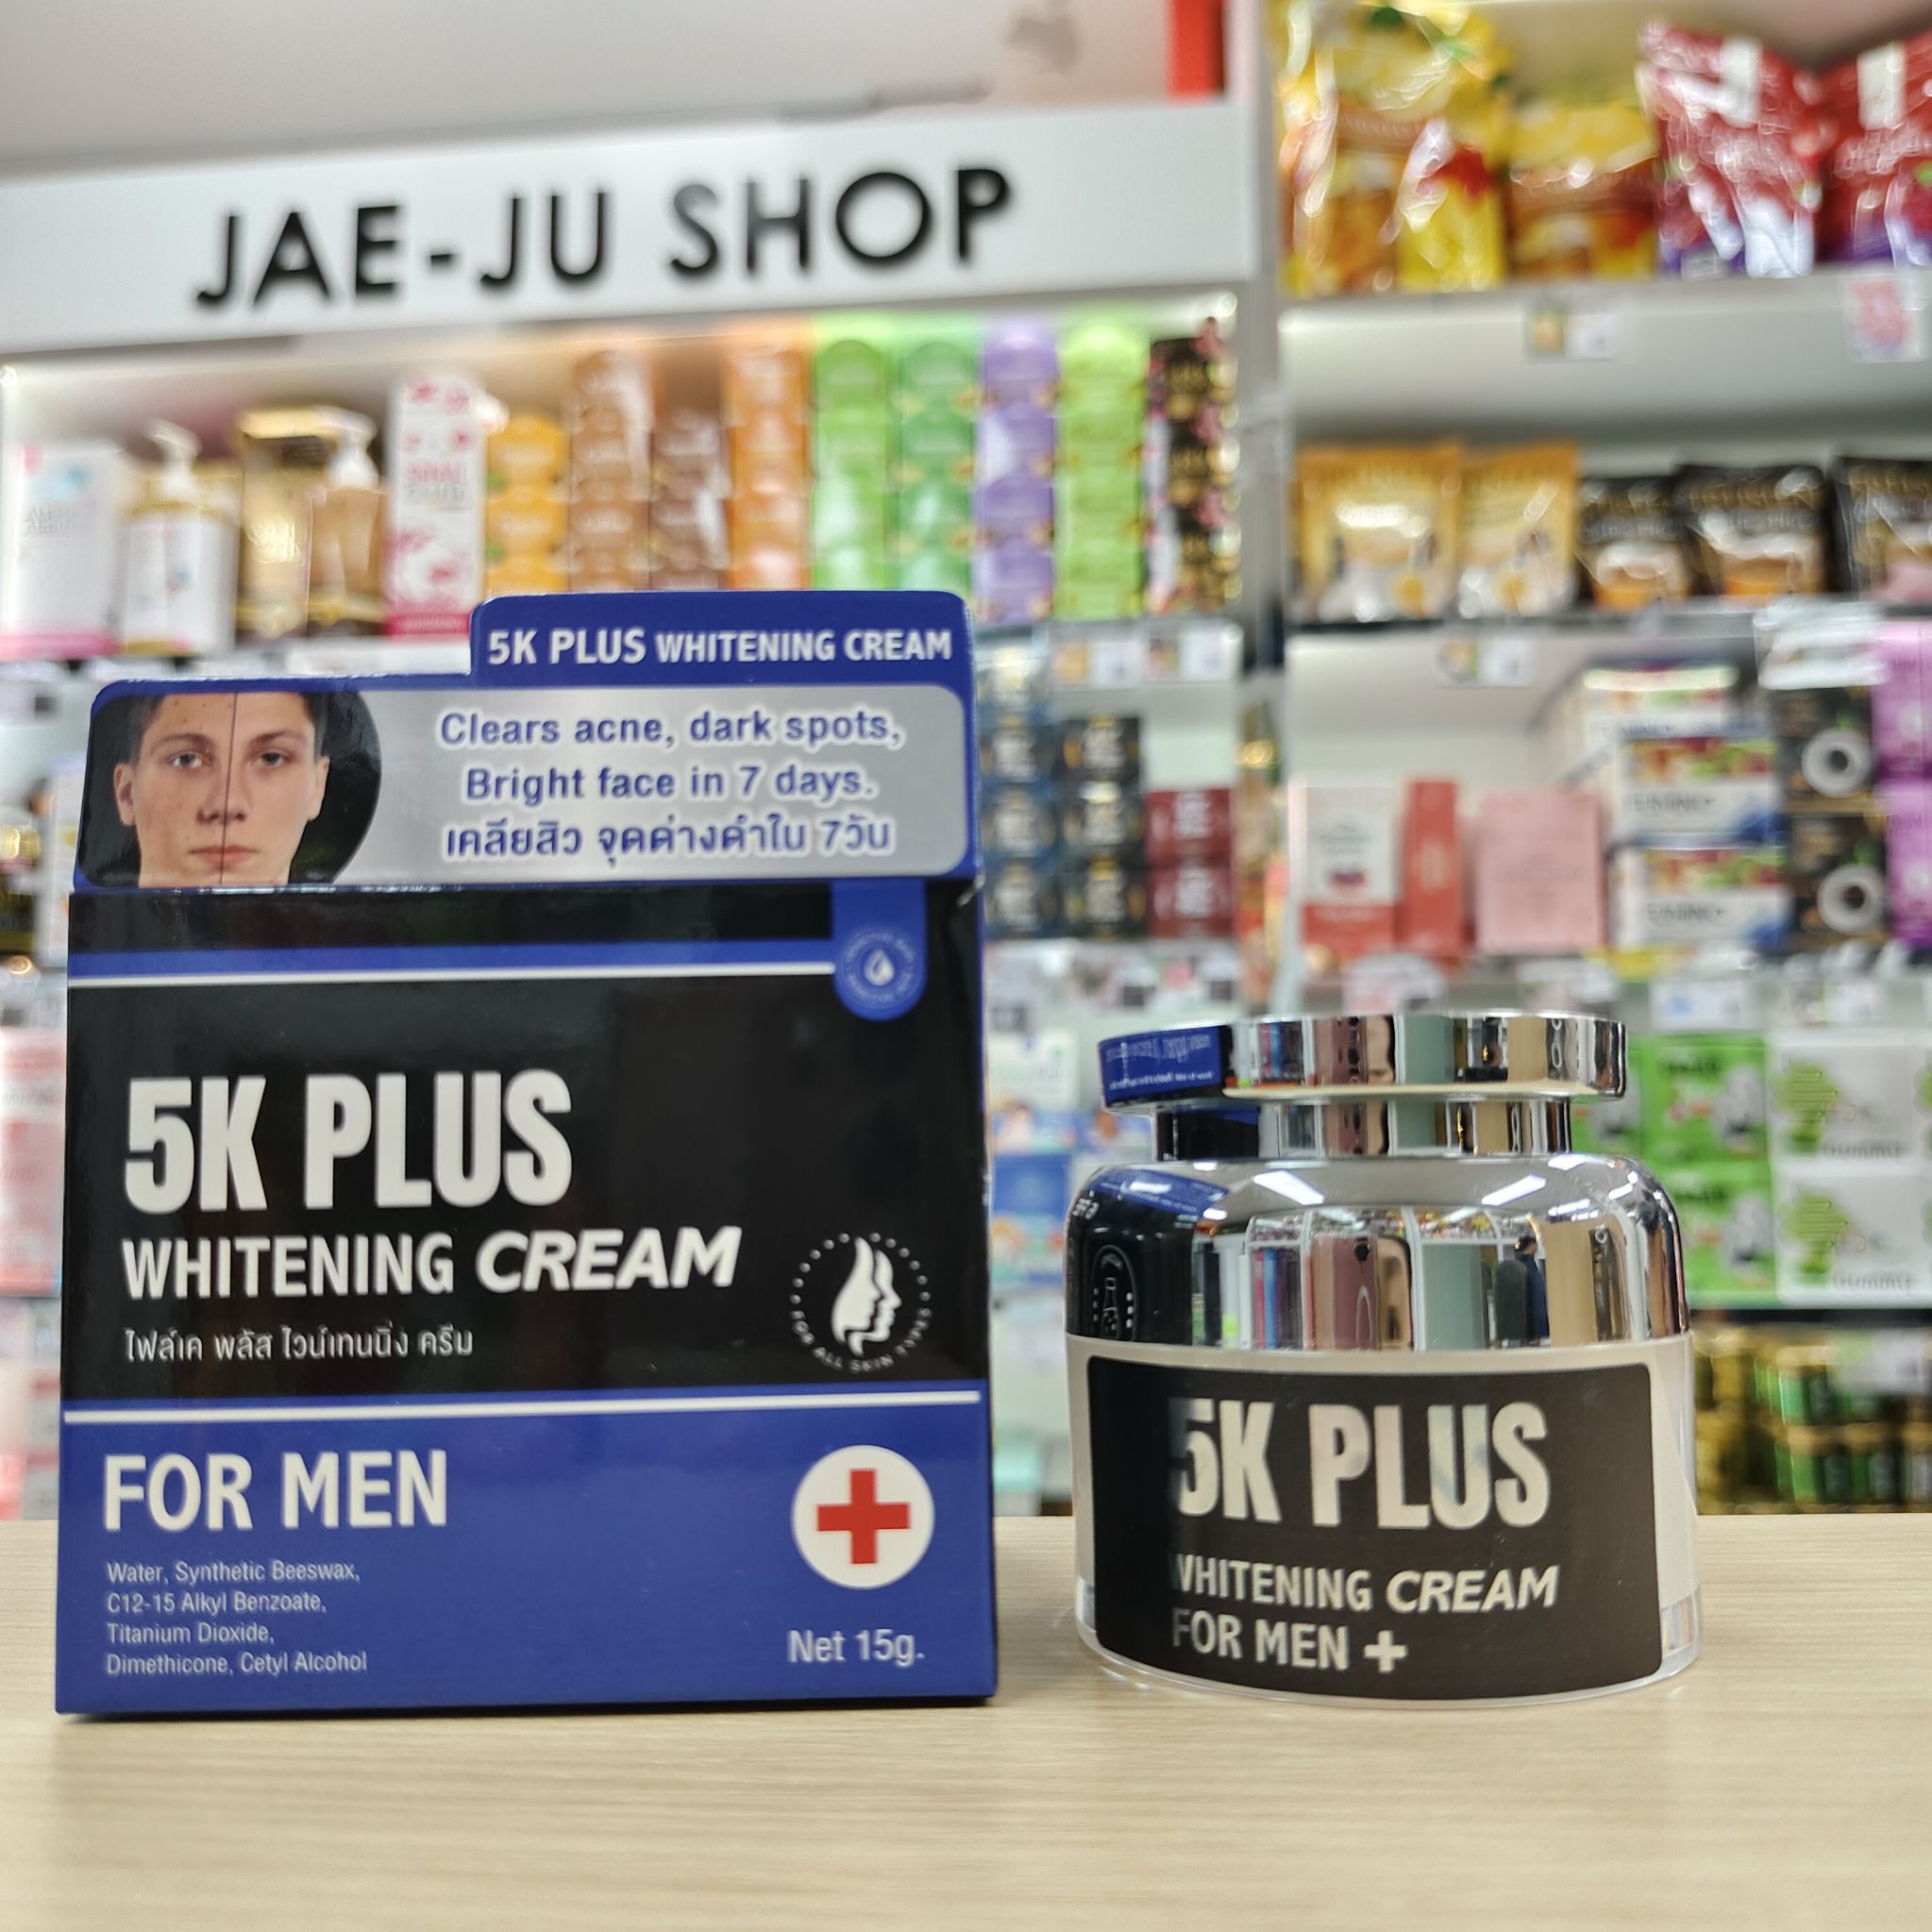 JAE-JU SHOP
5K PLUS WHITENING CREAM
Clears acne, dark spots,
Bright face in 7 days.
เคลียสิว จุดด่างดำใน 7วัน
5K PLUS
WHITENING CREAM
ไฟล์เค พลัส ไวน์เทนนิ่ง ครีม
FOR ALL SKIN TYPES
FOR MEN
Water, Synthetic Beeswax,
C12-15 Alkyl Benzoate,
Titanium Dioxide,
Dimethicone, Cetyl Alcohol
Net 15g.
5K PLUS
WHITENING CREAM
FOR MEN +